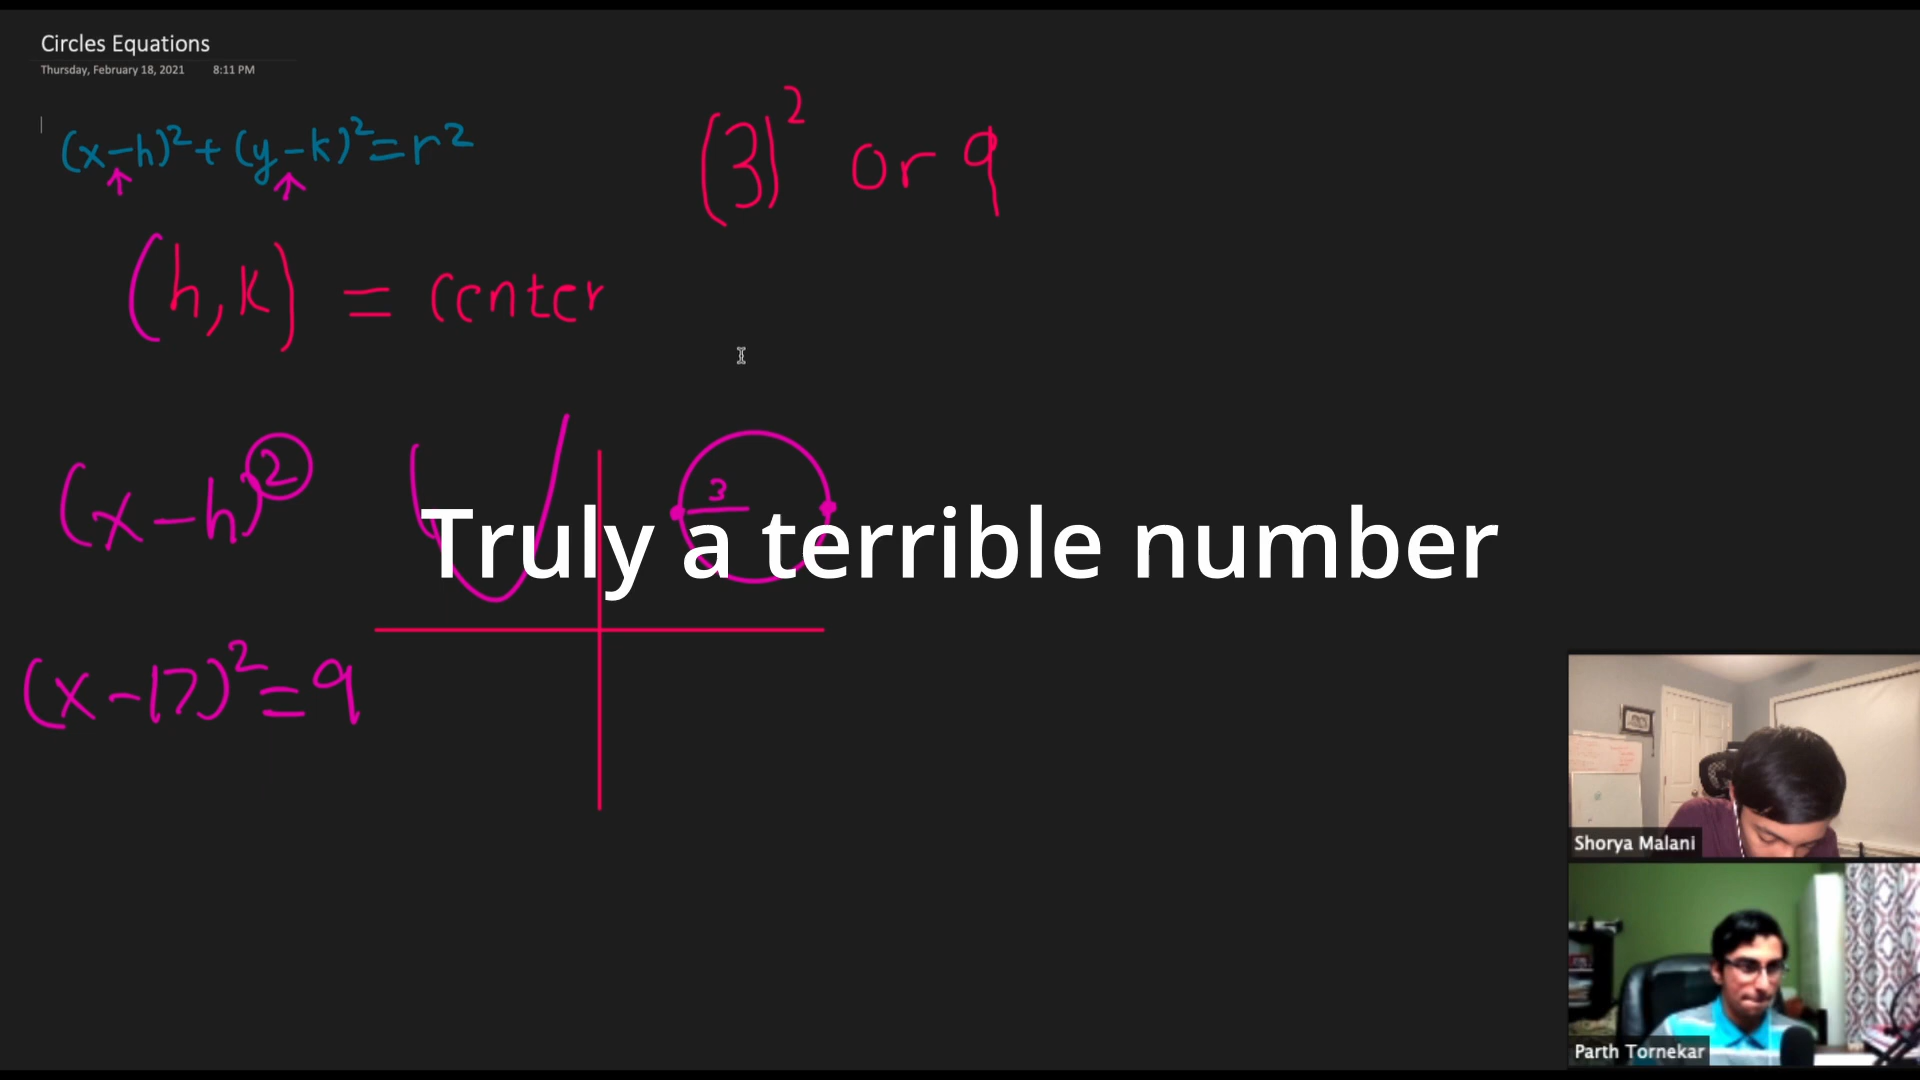 Circles Equations
Thursday, February 18, 2021 8:11 PM
(x-h)²+(y-k)²=r²
(3)² or 9
(h,k) = center
(x-h)²
3
Truly a terrible number
(x-17)²=9
Shorya Malani
Parth Tornekar